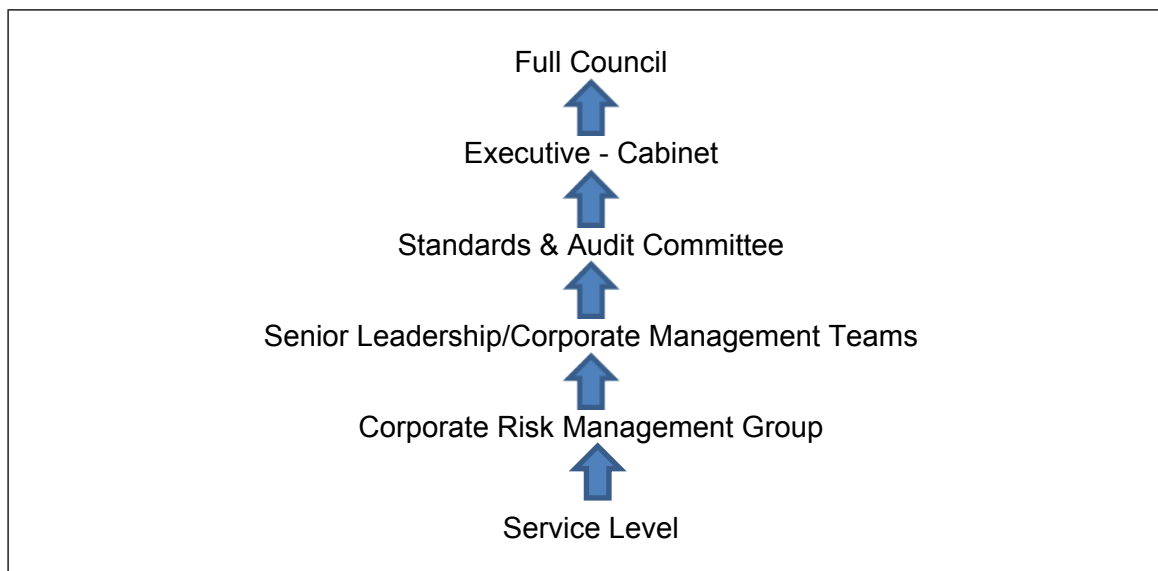 Full Council
Executive - Cabinet
Standards & Audit Committee
Senior Leadership/Corporate Management Teams
Corporate Risk Management Group
Service Level